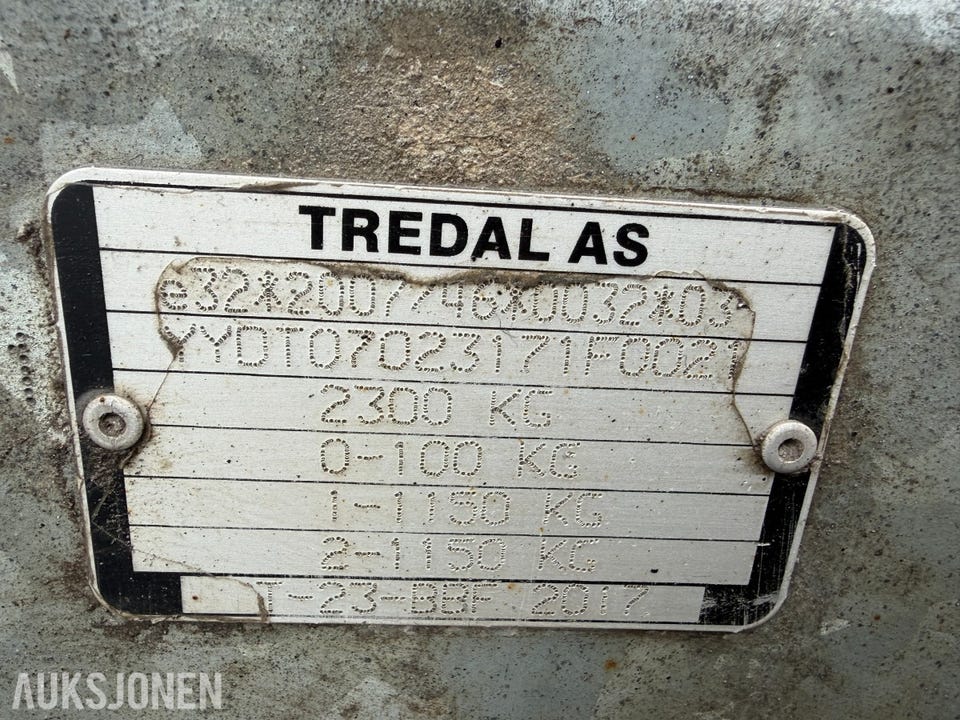 TREDAL AS
e32*2007/46*0032*03
YYDT07023171F0021
2300 KG
0-100 KG
1-1150 KG
2-1150 KG
T-23-BBF 2017
AUKSJONEN